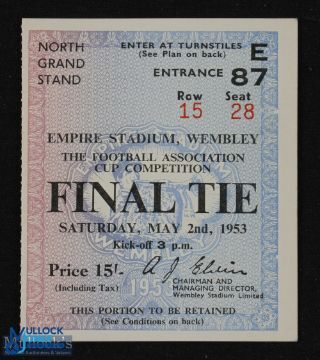 NORTH
GRAND
STAND
ENTER AT TURNSTILES
(See Plan on back)
E
ENTRANCE 87
Row Seat
15 28
EMPIRE STADIUM, WEMBLEY
THE FOOTBALL ASSOCIATION
CUP COMPETITION
FINAL TIE
SATURDAY, MAY 2nd, 1953
Kick-off 3 p.m.
Price 15/-
(Including Tax)
CHAIRMAN AND
MANAGING DIRECTOR,
Wembley Stadium Limited
THIS PORTION TO BE RETAINED
(See Conditions on back)
MULLOCK